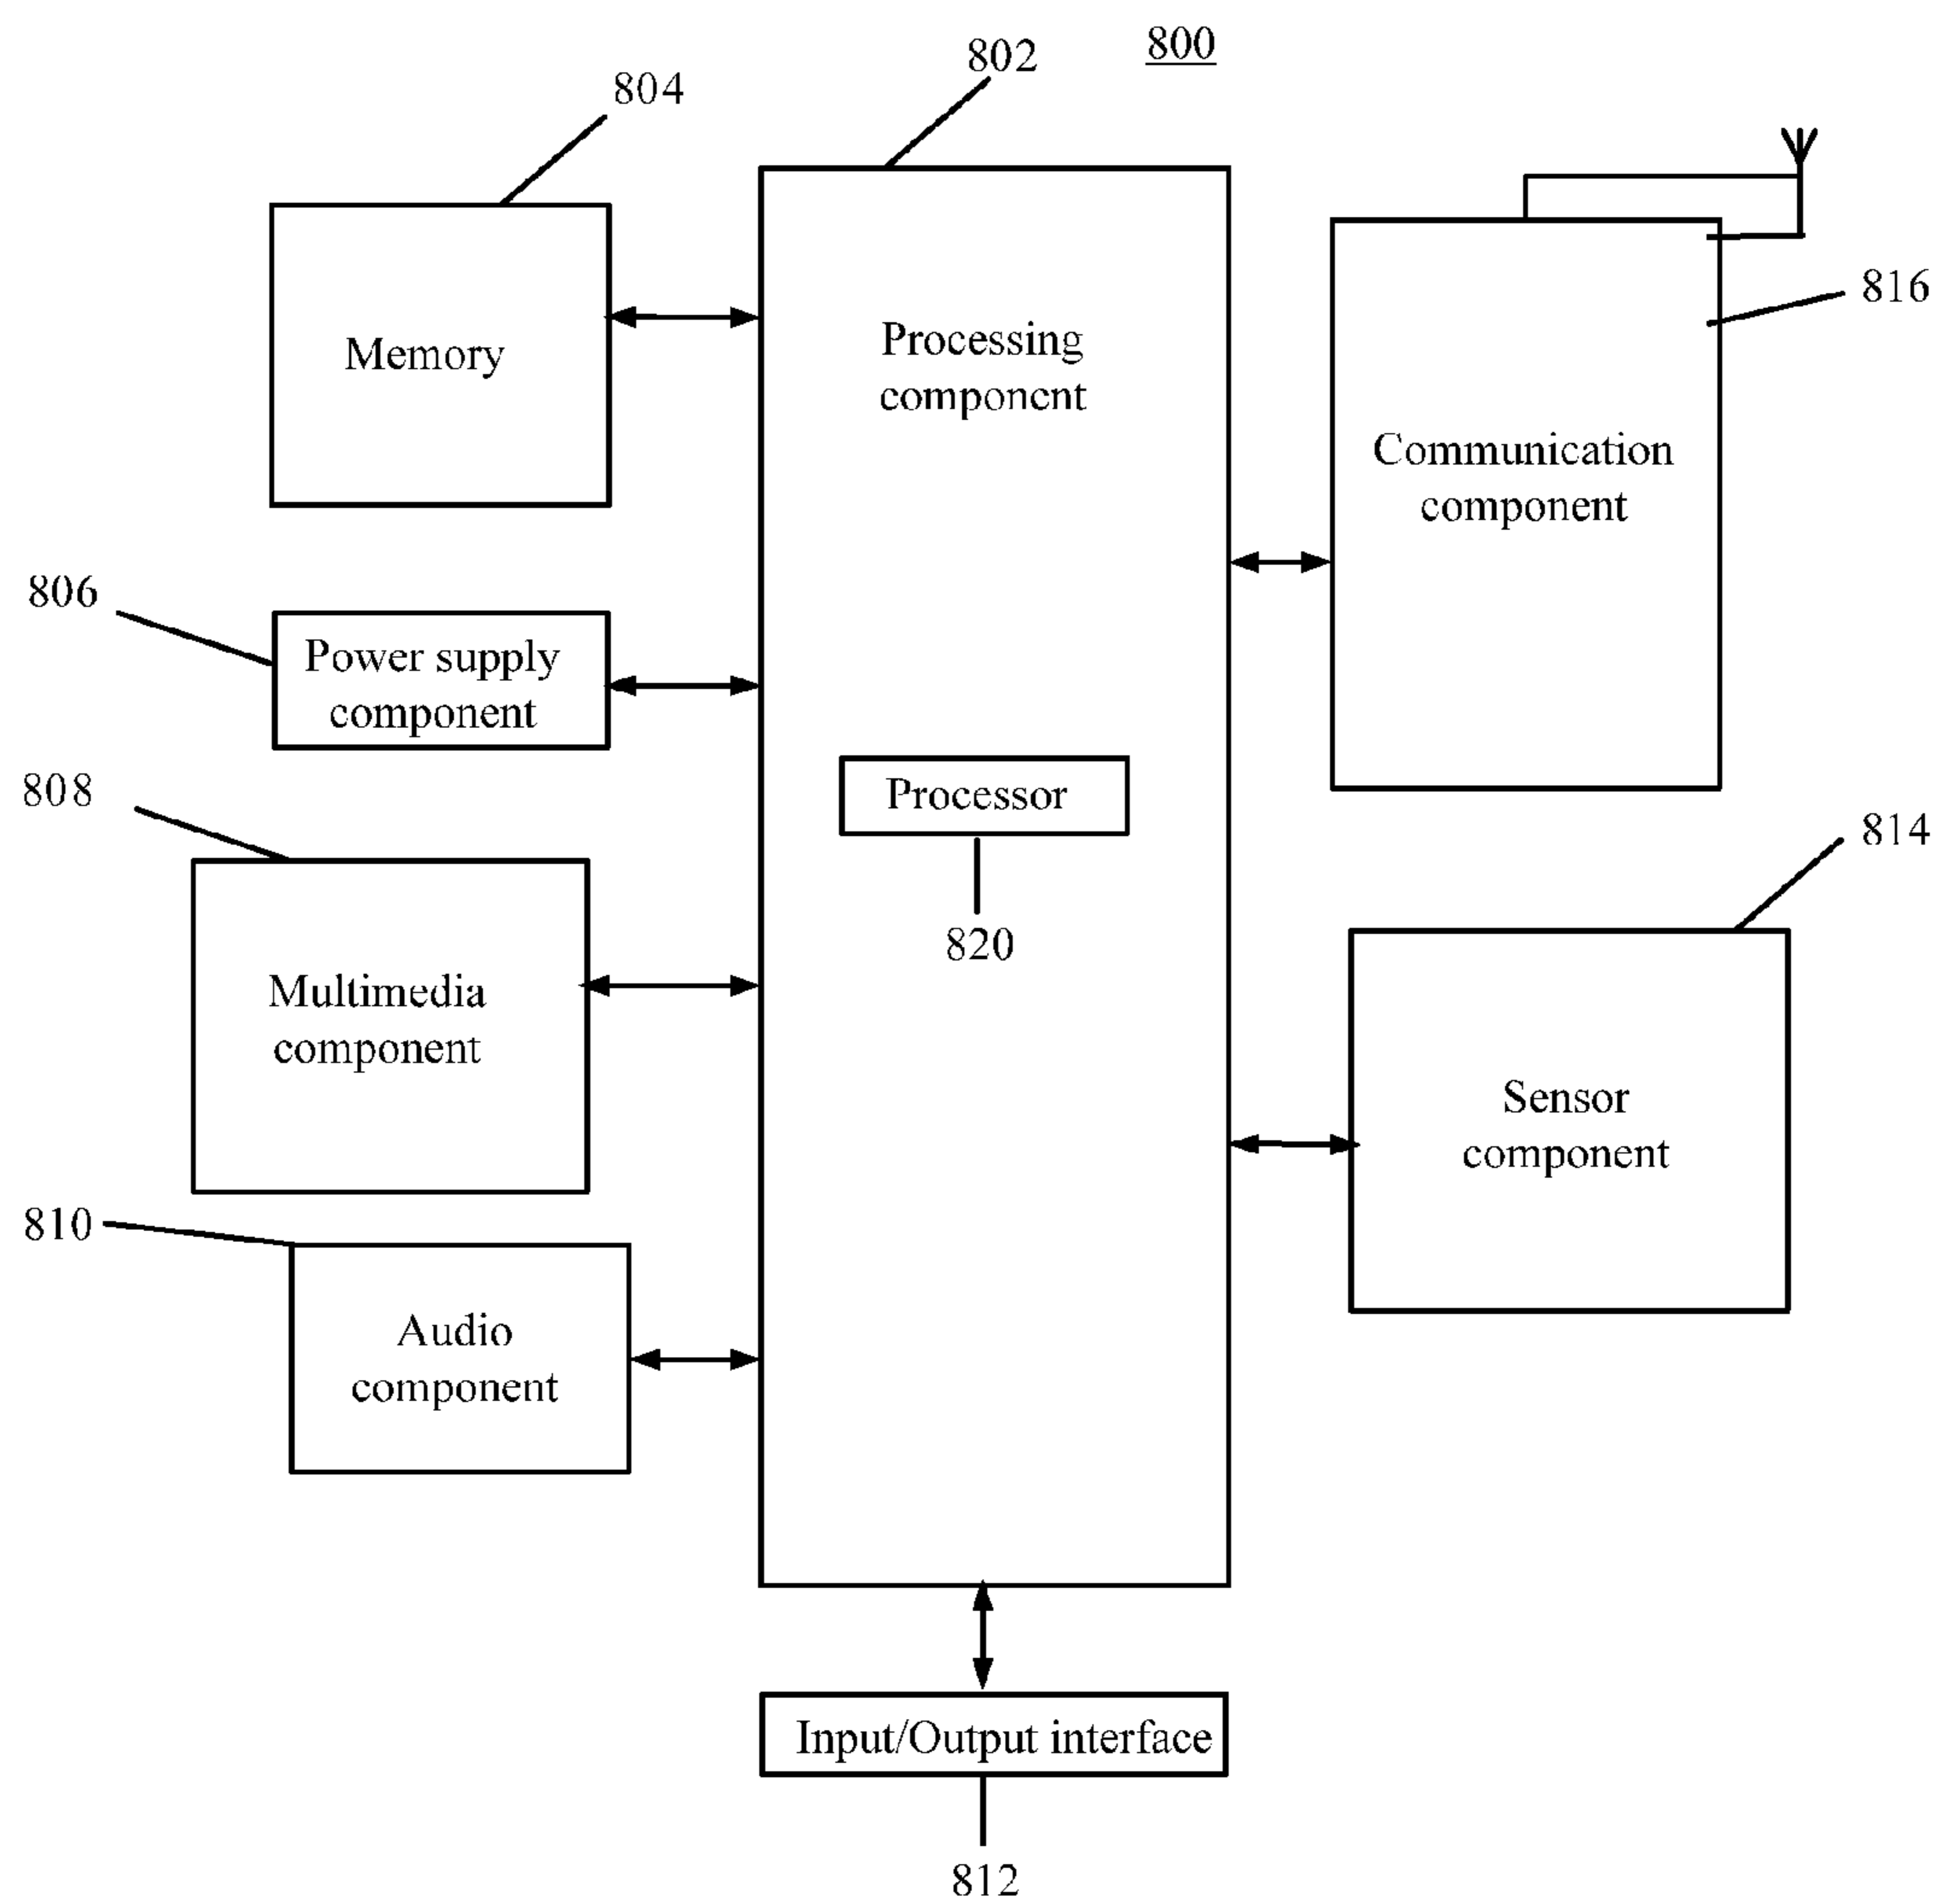 800
802
804
Memory
Processing
component
816
Communication
component
806
Power supply
component
808
Processor
820
814
Multimedia
component
Sensor
component
810
Audio
component
Input/Output interface
812